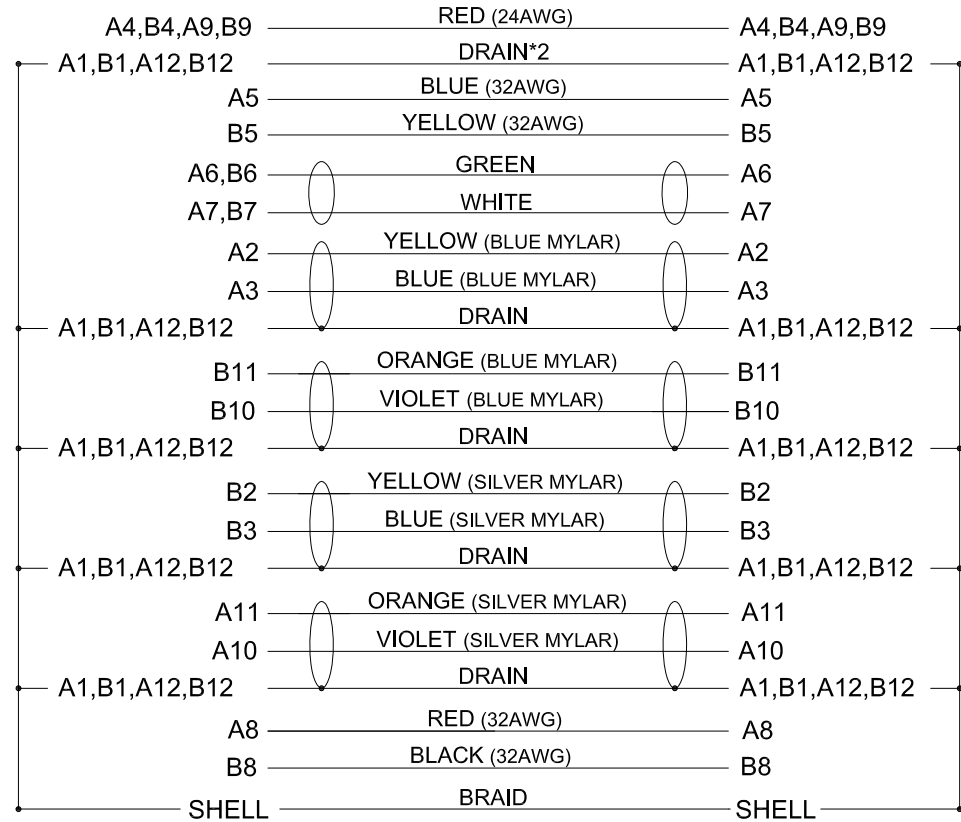 A4,B4,A9,B9 RED (24AWG) A4,B4,A9,B9
A1,B1,A12,B12 DRAIN*2 A1,B1,A12,B12
A5 BLUE (32AWG) A5
B5 YELLOW (32AWG) B5
A6,B6 GREEN A6
A7,B7 WHITE A7
A2 YELLOW (BLUE MYLAR) A2
A3 BLUE (BLUE MYLAR) A3
A1,B1,A12,B12 DRAIN A1,B1,A12,B12
B11 ORANGE (BLUE MYLAR) B11
B10 VIOLET (BLUE MYLAR) B10
A1,B1,A12,B12 DRAIN A1,B1,A12,B12
B2 YELLOW (SILVER MYLAR) B2
B3 BLUE (SILVER MYLAR) B3
A1,B1,A12,B12 DRAIN A1,B1,A12,B12
A11 ORANGE (SILVER MYLAR) A11
A10 VIOLET (SILVER MYLAR) A10
A1,B1,A12,B12 DRAIN A1,B1,A12,B12
A8 RED (32AWG) A8
B8 BLACK (32AWG) B8
SHELL BRAID SHELL